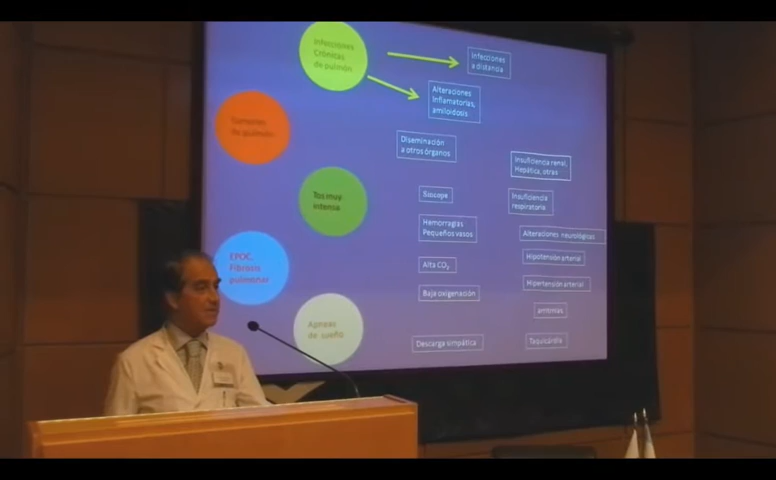 Infecciones
Crónicas
de pulmón
Infecciones
a distancia
Alteraciones
Inflamatorias,
amiloidosis
Tumores
de pulmón
Diseminación
a otros órganos
Insuficiencia renal,
Hepática, otras
Tos muy
intensa
Síocope
Insuficiencia
respiratoria
Hemorragias
Pequeños vasos
Alteraciones neurológicas
EPOC,
Fibrosis
pulmonar
Alta CO₂
Hipotensión arterial
Baja oxigenación
Hipertensión arterial
Apneas
de sueño
arritmias
Descarga simpática
Taquicardia